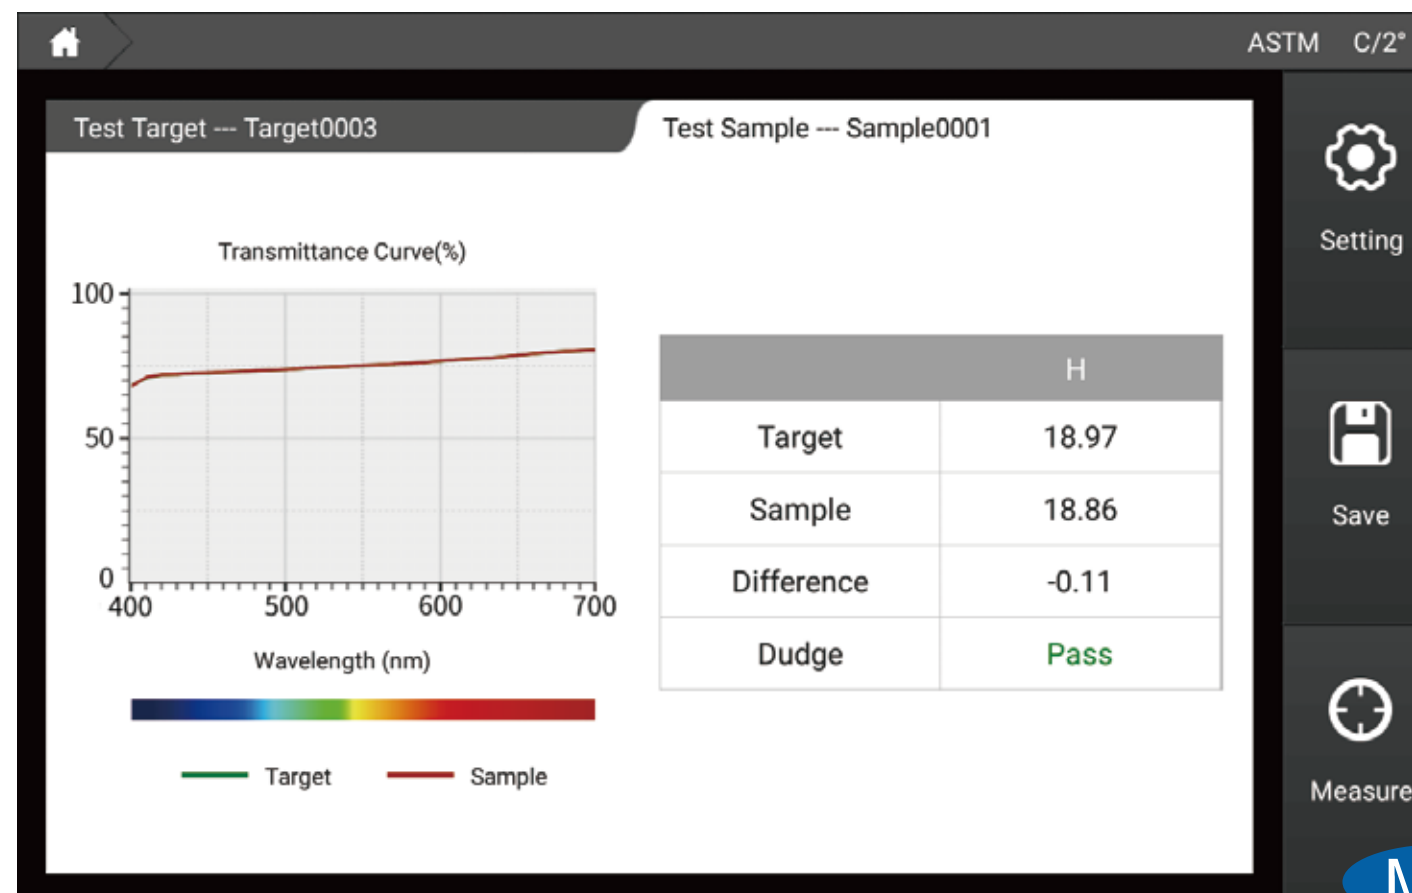 ASTM C/2°
Test Target --- Target0003
Test Sample --- Sample0001
Setting
Transmittance Curve(%)
100
50
0
400 500 600 700
Wavelength (nm)
Target Sample
H
Target 18.97
Sample 18.86
Difference -0.11
Dudge Pass
Save
Measure